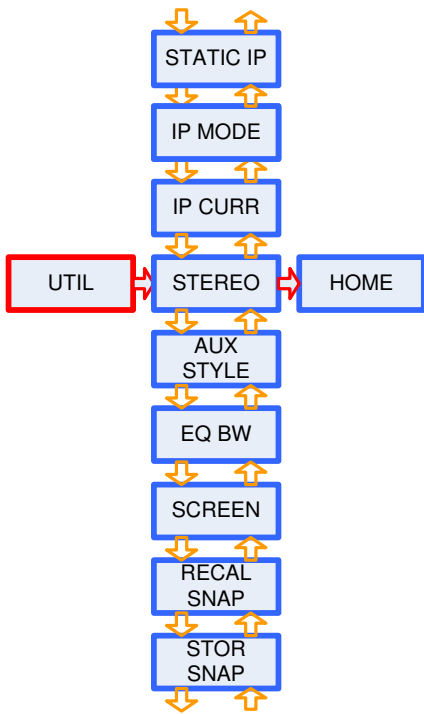 STATIC IP
IP MODE
IP CURR
UTIL
STEREO
HOME
AUX
STYLE
EQ BW
SCREEN
RECAL
SNAP
STOR
SNAP